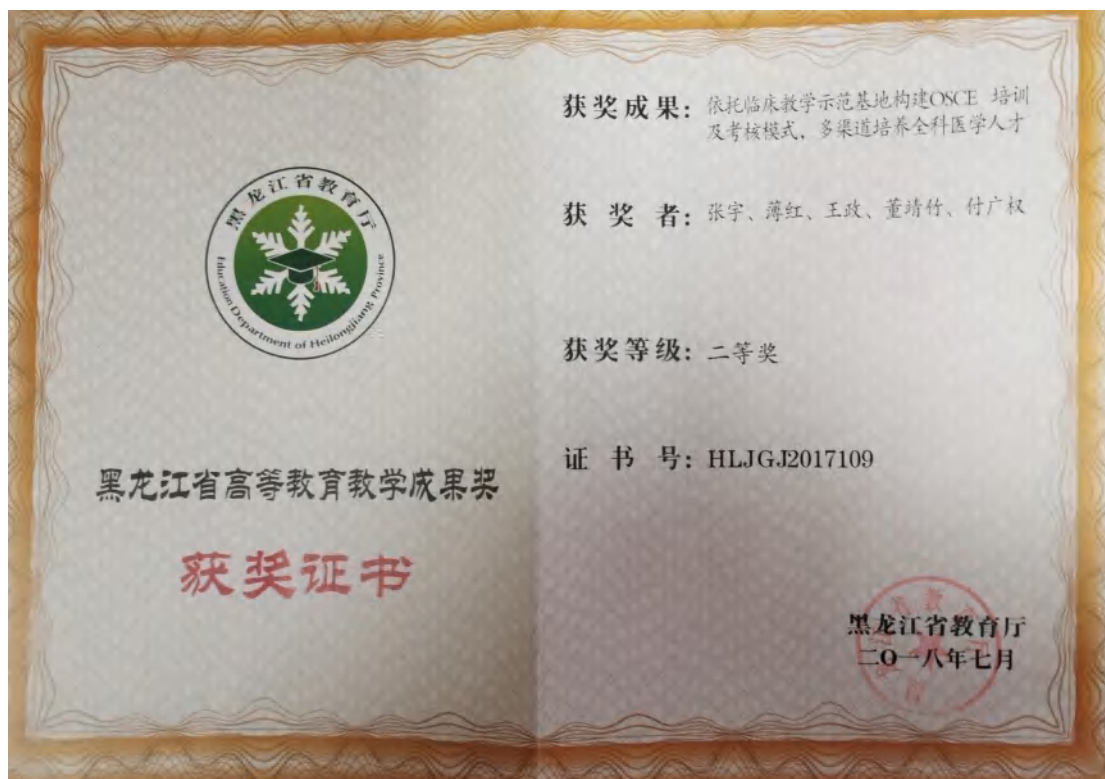 黑龙江省教育厅
Education Department of Heilongjiang Province
黑龙江省高等教育教学成果奖
获奖证书
获奖成果：依托临床教学示范基地构建OSCE 培训
及考核模式，多渠道培养全科医学人才
获 奖 者：张宇、薄红、王政、董靖竹、付广权
获奖等级：二等奖
证 书 号：HLJGJ2017109
黑龙江省教育厅
二O一八年七月